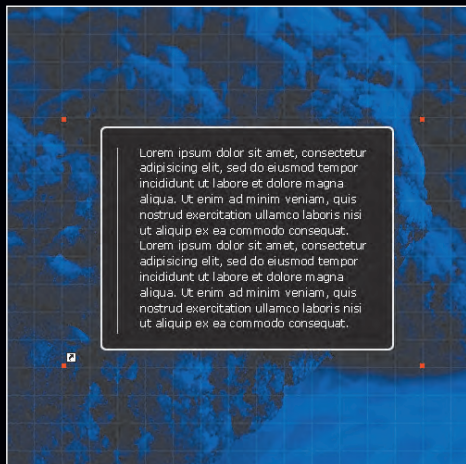 Lorem ipsum dolor sit amet, consectetur
adipisicing elit, sed do eiusmod tempor
incididunt ut labore et dolore magna
aliqua. Ut enim ad minim veniam, quis
nostrud exercitation ullamco laboris nisi
ut aliquip ex ea commodo consequat.
Lorem ipsum dolor sit amet, consectetur
adipisicing elit, sed do eiusmod tempor
incididunt ut labore et dolore magna
aliqua. Ut enim ad minim veniam, quis
nostrud exercitation ullamco laboris nisi
ut aliquip ex ea commodo consequat.